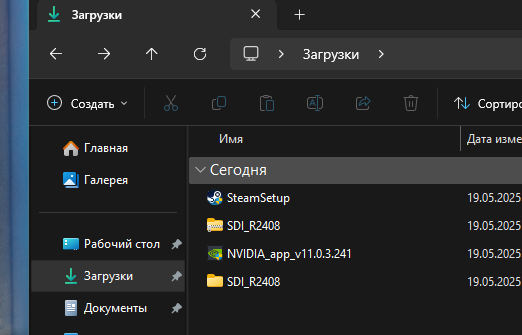 Загрузки
Загрузки
Создать
Сортиро
Имя
Дата изме
Главная
Галерея
Рабочий стол
Загрузки
Документы
Сегодня
SteamSetup 19.05.2025
SDI_R2408 19.05.2025
NVIDIA_app_v11.0.3.241 19.05.2025
SDI_R2408 19.05.2025